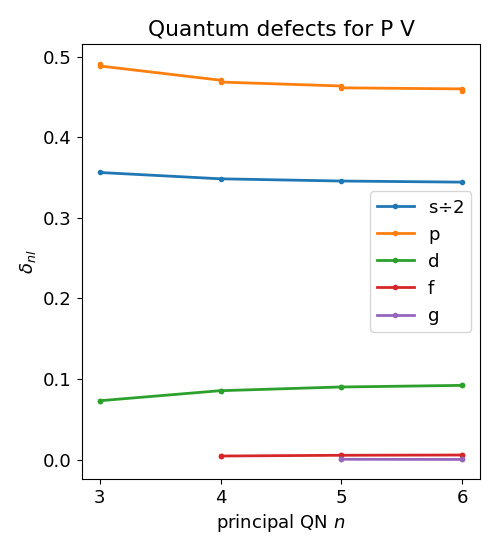 Quantum defects for P V
0.5
0.4
0.3
0.2
0.1
0.0
δnl
s÷2
p
d
f
g
3 4 5 6
principal QN n